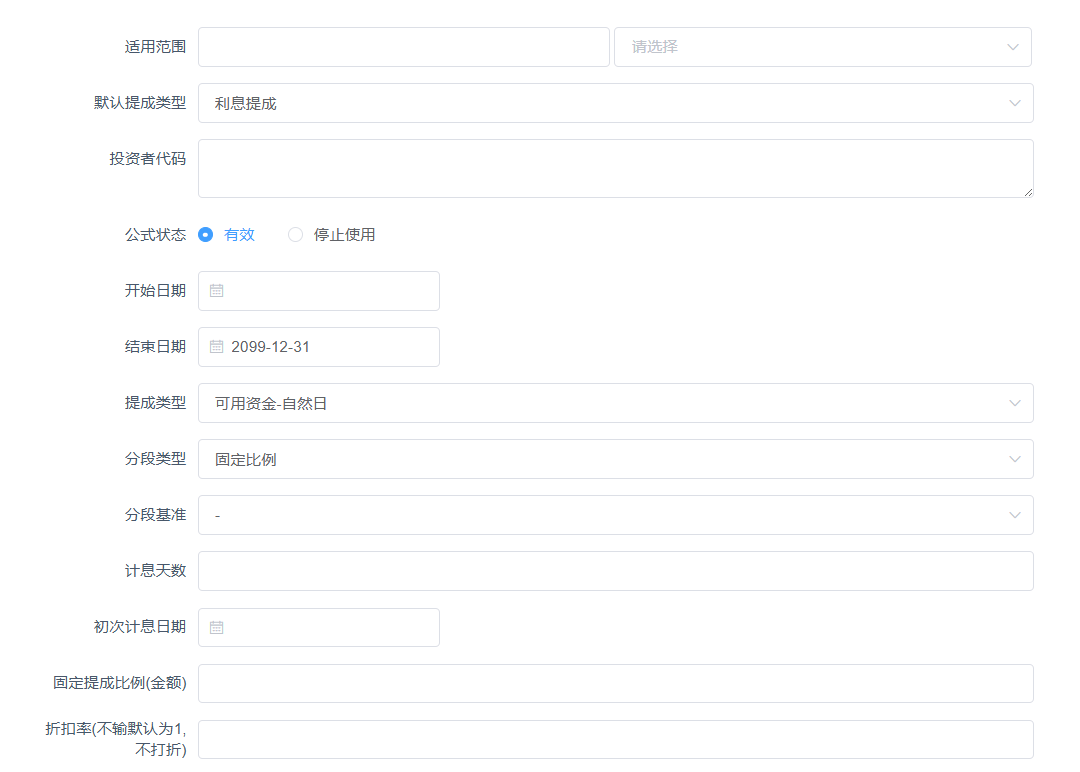 适用范围 请选择
默认提成类型 利息提成
投资者代码
公式状态 有效 停止使用
开始日期
结束日期 2099-12-31
提成类型 可用资金-自然日
分段类型 固定比例
分段基准 -
计息天数
初次计息日期
固定提成比例(金额)
折扣率(不输默认为1,
不打折)